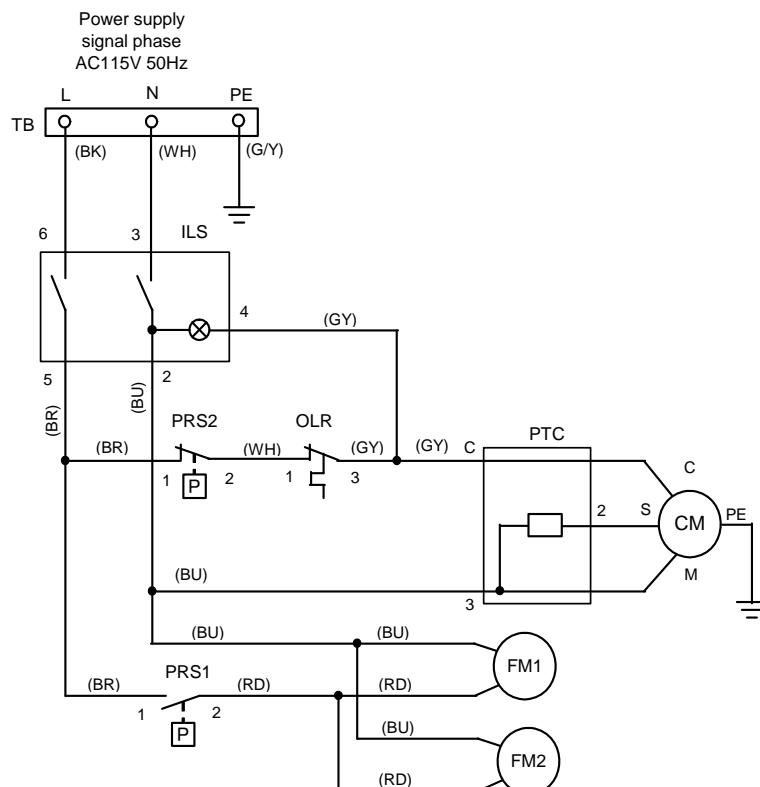 Power supply
signal phase
AC115V 50Hz
L N PE
TB
(BK) (WH) (G/Y)
6 3 ILS
4
(GY)
5 2
(BR) (BU)
PRS2 OLR PTC
(BR) (WH) (GY) (GY) C
C
1 2 1 3
P
2 S CM PE
(BU)
M
3
(BU) (BU)
FM1
PRS1
(BR) (RD) (RD)
1 2
P
(BU)
FM2
(RD)